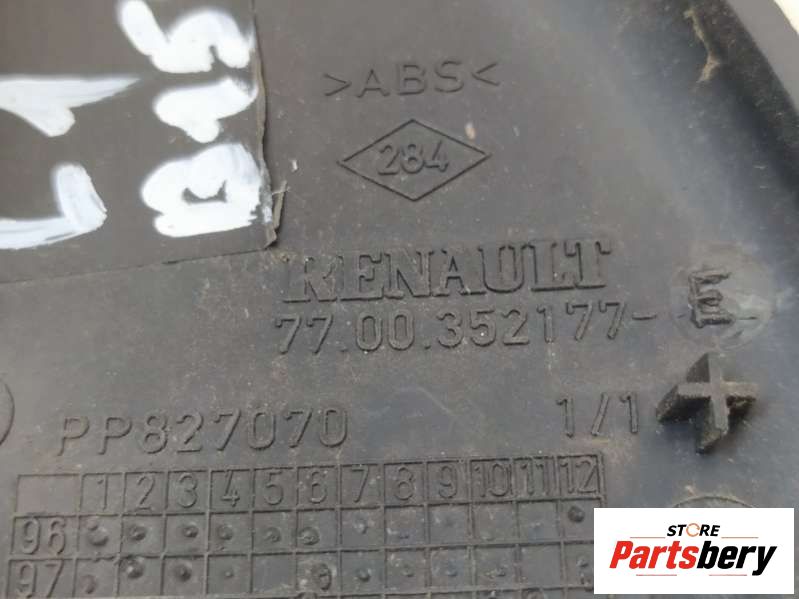 >ABS<
284
RENAULT
77.00.352177-E
PP827070 1/1
1 2 3 4 5 6 7 8 9 10 11 12
96
97
STORE
Partsbery